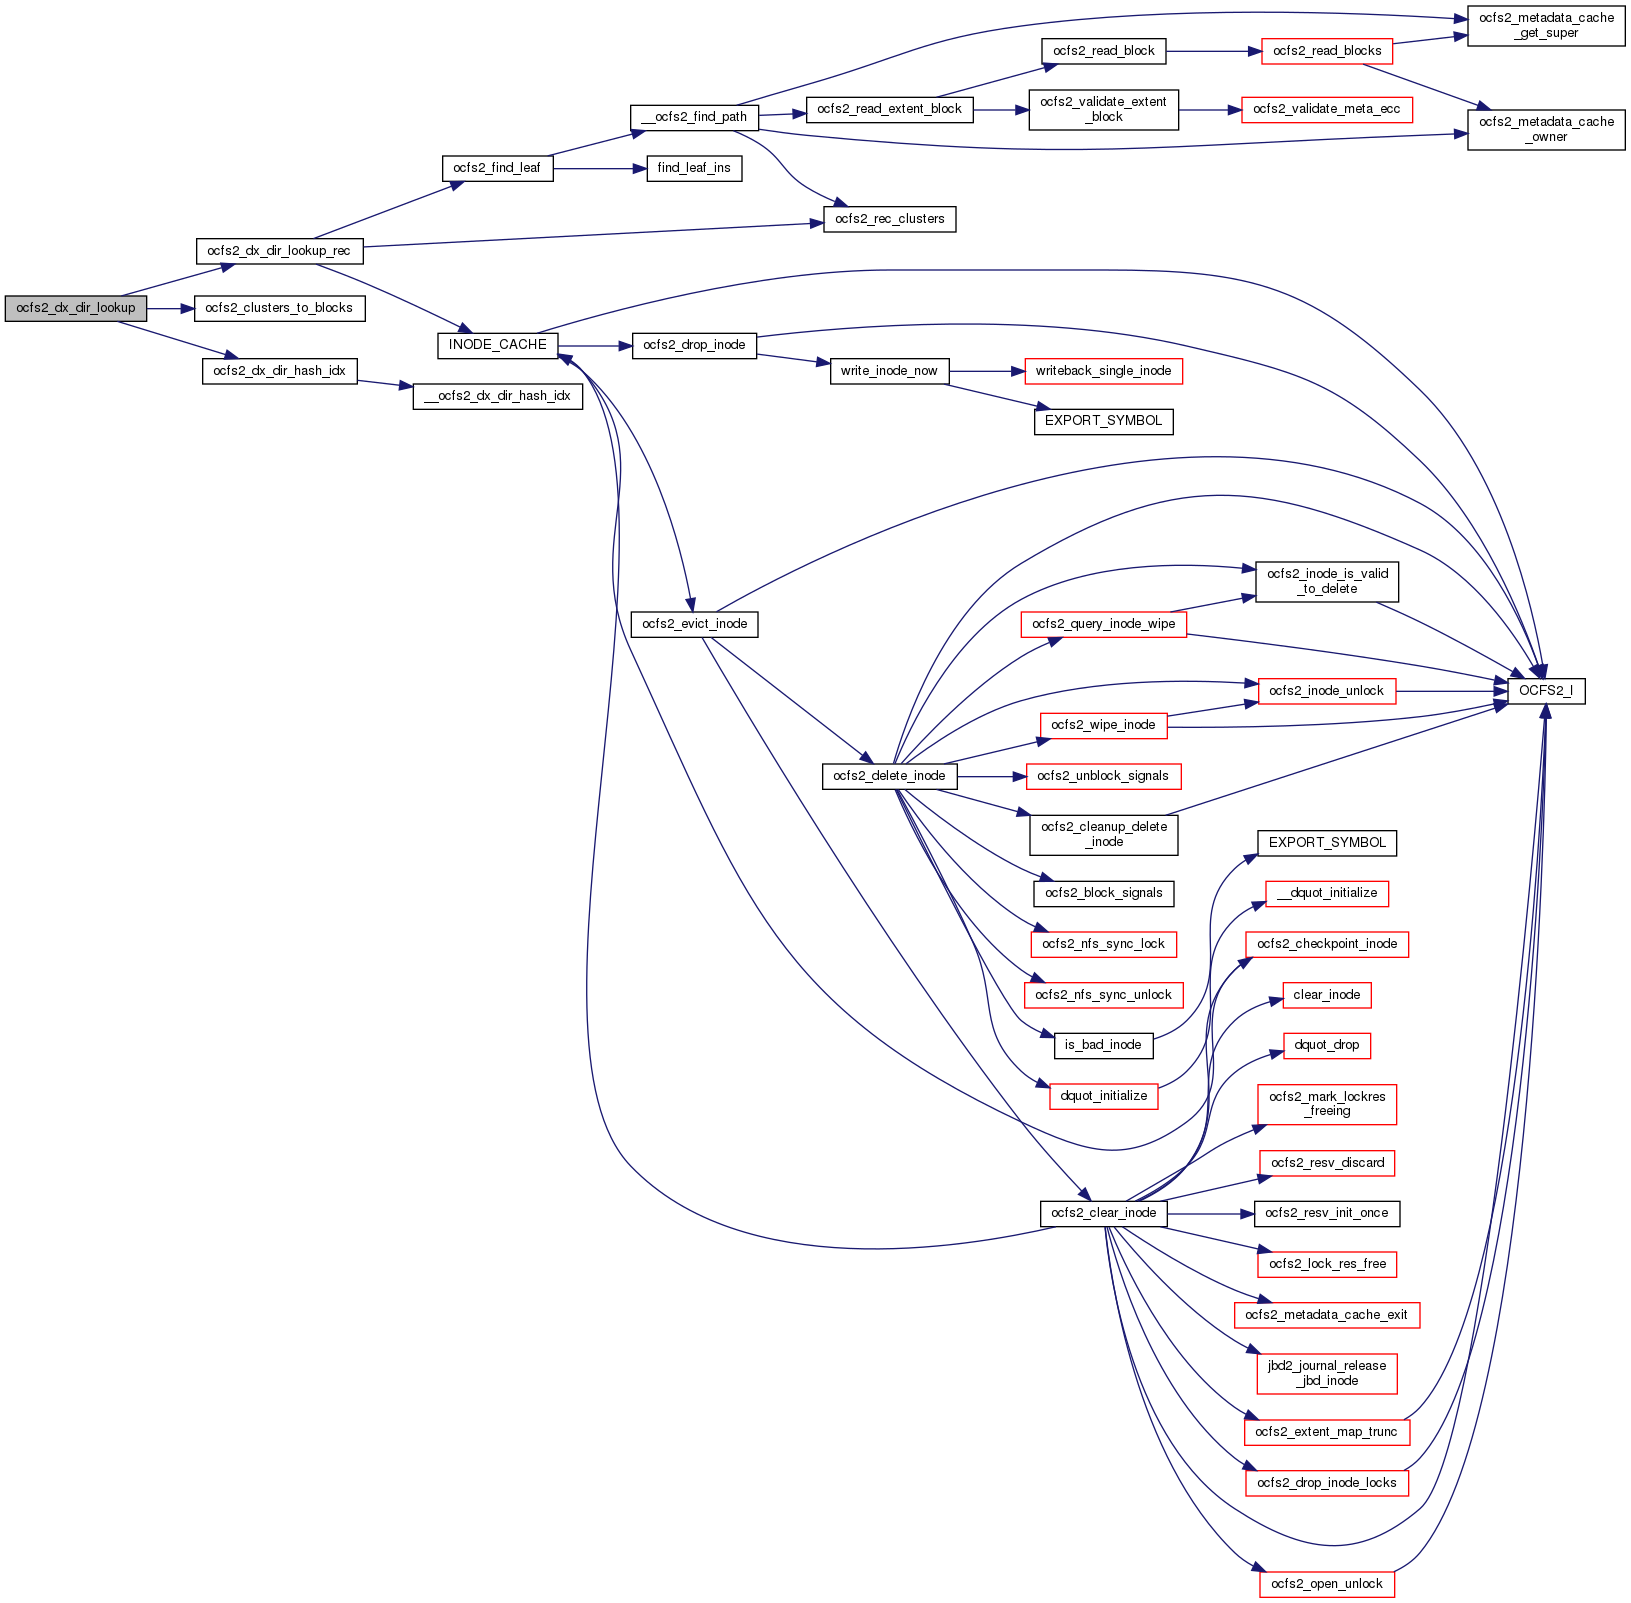 ocfs2_dx_dir_lookup
ocfs2_dx_dir_lookup_rec
ocfs2_clusters_to_blocks
ocfs2_dx_dir_hash_idx
__ocfs2_dx_dir_hash_idx
ocfs2_find_leaf
INODE_CACHE
__ocfs2_find_path
find_leaf_ins
ocfs2_rec_clusters
ocfs2_read_extent_block
ocfs2_read_block
ocfs2_validate_extent
_block
ocfs2_read_blocks
ocfs2_validate_meta_ecc
ocfs2_metadata_cache
_get_super
ocfs2_metadata_cache
_owner
ocfs2_drop_inode
write_inode_now
writeback_single_inode
EXPORT_SYMBOL
ocfs2_evict_inode
ocfs2_delete_inode
ocfs2_inode_is_valid
_to_delete
ocfs2_query_inode_wipe
ocfs2_inode_unlock
OCFS2_I
ocfs2_wipe_inode
ocfs2_unblock_signals
ocfs2_cleanup_delete
_inode
EXPORT_SYMBOL
ocfs2_block_signals
__dquot_initialize
ocfs2_nfs_sync_lock
ocfs2_checkpoint_inode
ocfs2_nfs_sync_unlock
clear_inode
is_bad_inode
dquot_drop
dquot_initialize
ocfs2_mark_lockres
_freeing
ocfs2_resv_discard
ocfs2_clear_inode
ocfs2_resv_init_once
ocfs2_lock_res_free
ocfs2_metadata_cache_exit
jbd2_journal_release
_jbd_inode
ocfs2_extent_map_trunc
ocfs2_drop_inode_locks
ocfs2_open_unlock